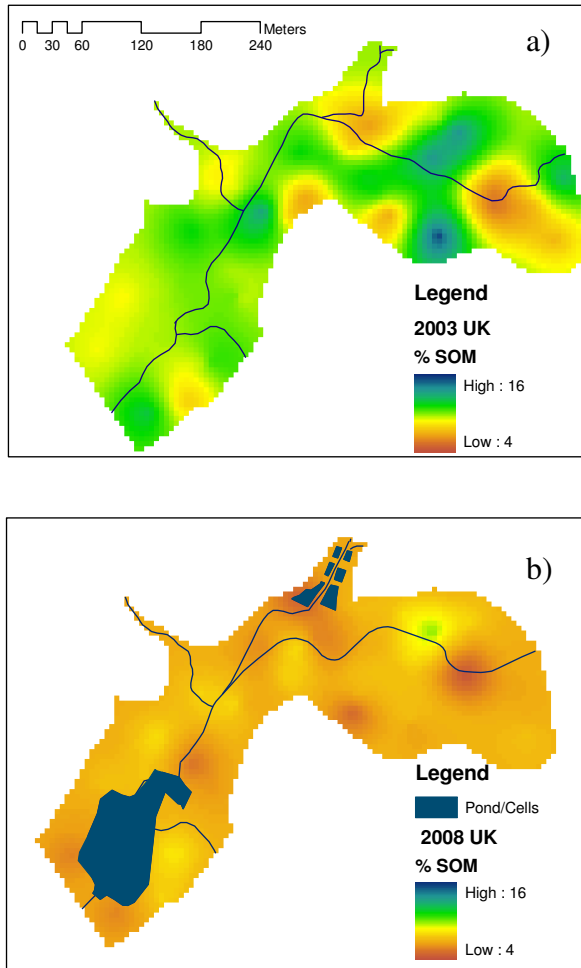 Meters
0 30 60 120 180 240
a)
Legend
2003 UK
% SOM
High : 16
Low : 4
b)
Legend
Pond/Cells
2008 UK
% SOM
High : 16
Low : 4